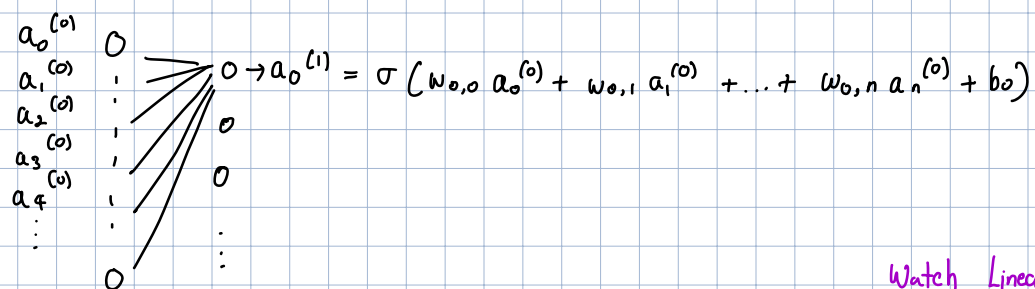 a₀⁽⁰⁾
a₁⁽⁰⁾
a₂⁽⁰⁾
a₃⁽⁰⁾
a₄⁽⁰⁾
⋮
0 → a₀⁽¹⁾ = σ (w₀,₀ a₀⁽⁰⁾ + w₀,₁ a₁⁽⁰⁾ + ... + w₀,ₙ aₙ⁽⁰⁾ + b₀)
Watch Linea